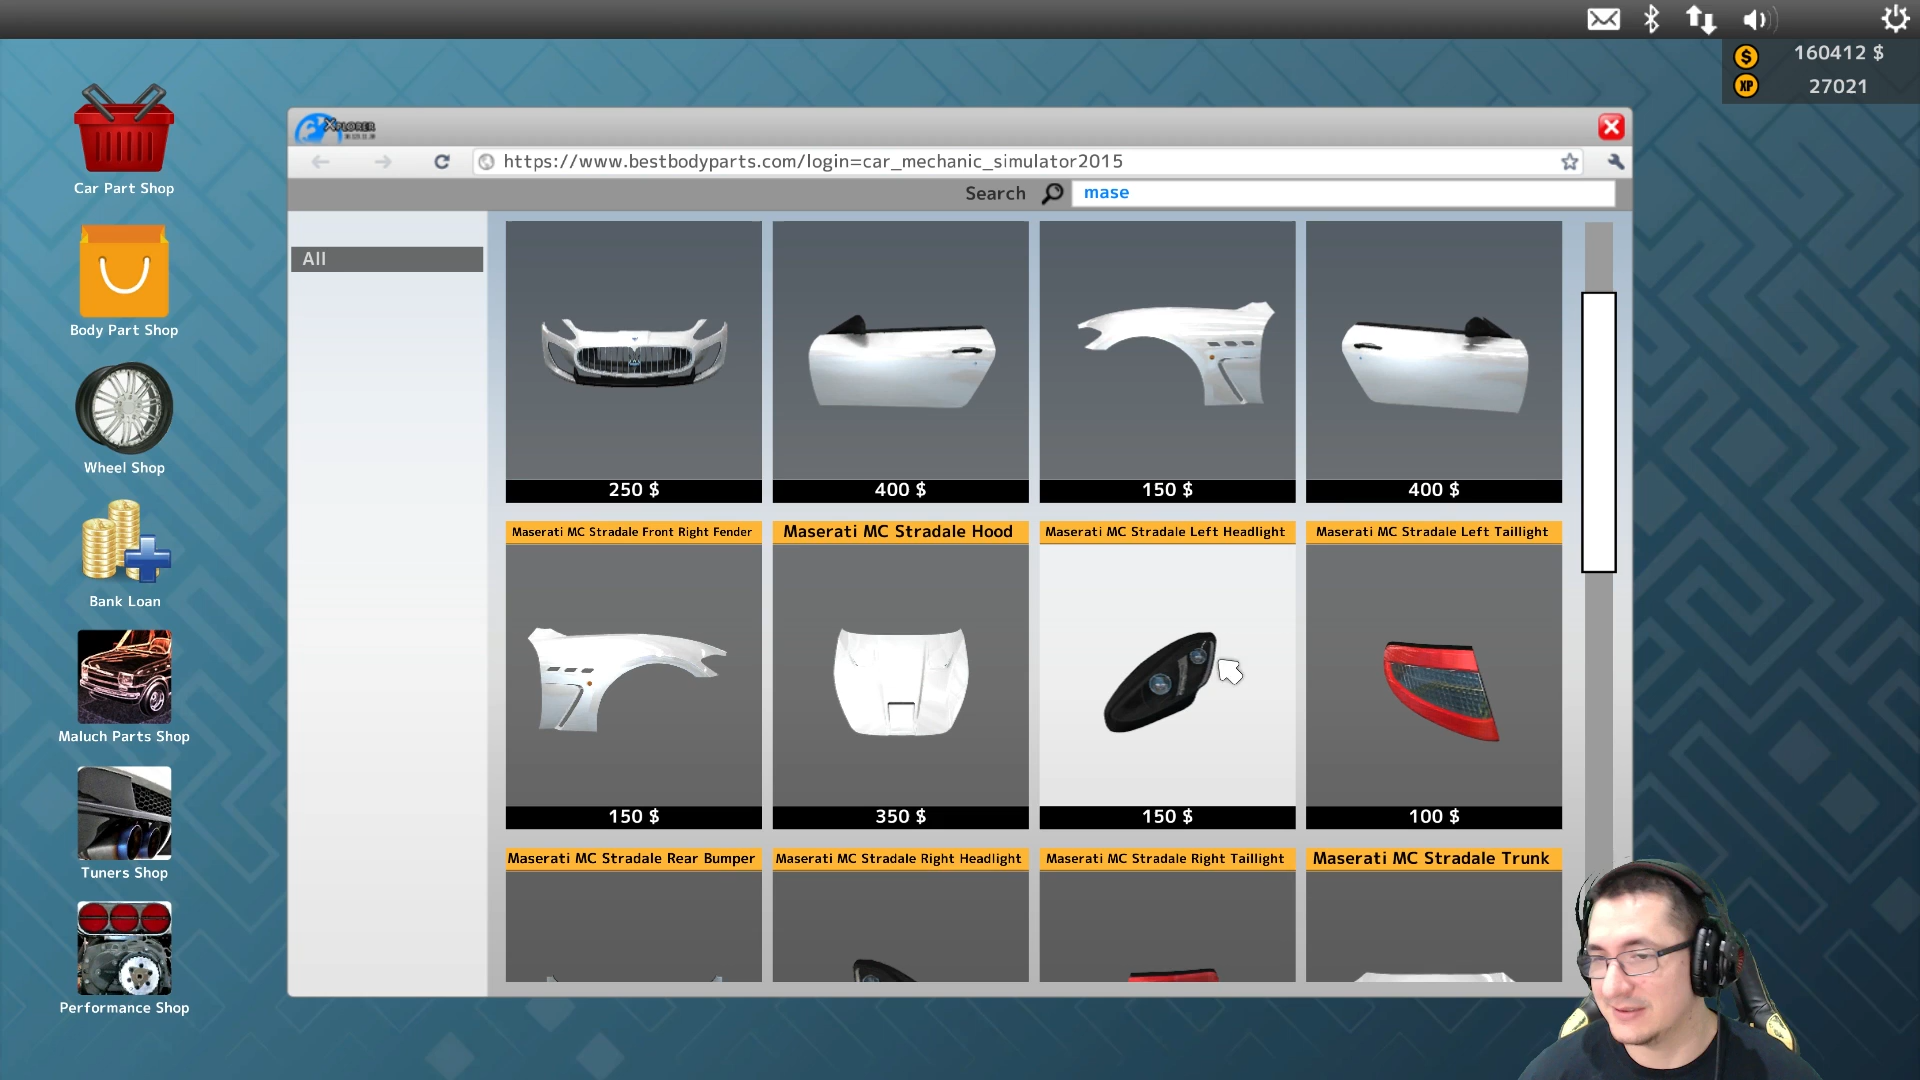 160412 $
27021
XPLORER
https://www.bestbodyparts.com/login=car_mechanic_simulator2015
Search
mase
All
Car Part Shop
Body Part Shop
Wheel Shop
Bank Loan
Maluch Parts Shop
Tuners Shop
Performance Shop
250 $
400 $
150 $
400 $
Maserati MC Stradale Front Right Fender
Maserati MC Stradale Hood
Maserati MC Stradale Left Headlight
Maserati MC Stradale Left Taillight
150 $
350 $
150 $
100 $
Maserati MC Stradale Rear Bumper
Maserati MC Stradale Right Headlight
Maserati MC Stradale Right Taillight
Maserati MC Stradale Trunk